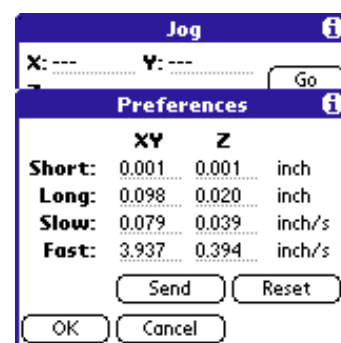 Jog i
X: --- Y: ---
Go
Preferences i
XY Z
Short: 0.001 0.001 inch
Long: 0.098 0.020 inch
Slow: 0.079 0.039 inch/s
Fast: 3.937 0.394 inch/s
Send Reset
OK Cancel